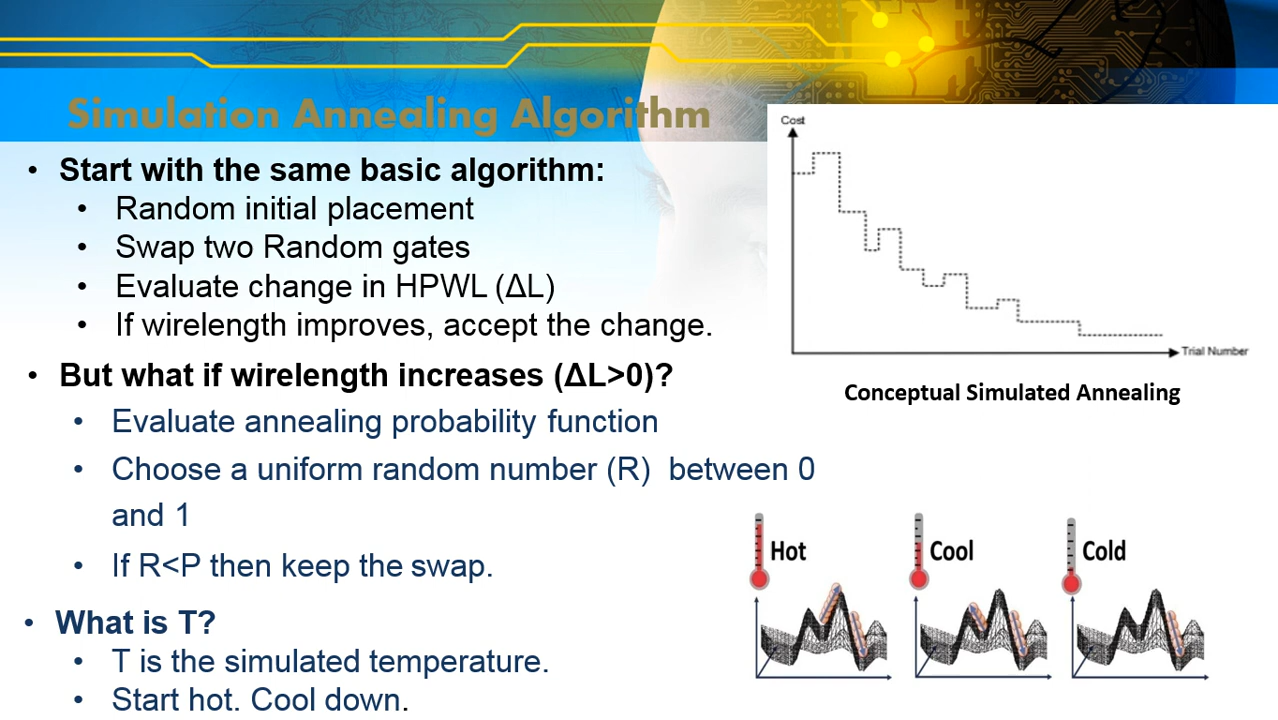 Simulation Annealing Algorithm
• Start with the same basic algorithm:
• Random initial placement
• Swap two Random gates
• Evaluate change in HPWL (ΔL)
• If wirelength improves, accept the change.
• But what if wirelength increases (ΔL>0)?
• Evaluate annealing probability function
• Choose a uniform random number (R) between 0
and 1
• If R<P then keep the swap.
• What is T?
• T is the simulated temperature.
• Start hot. Cool down.
Cost
Trial Number
Conceptual Simulated Annealing
Hot
Cool
Cold